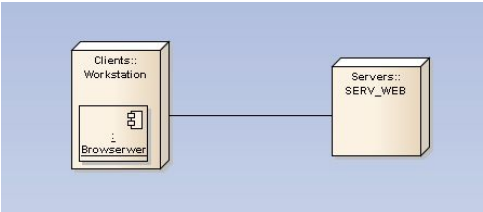 Clients::
Workstation
:
Browserwer
Servers::
SERV_WEB